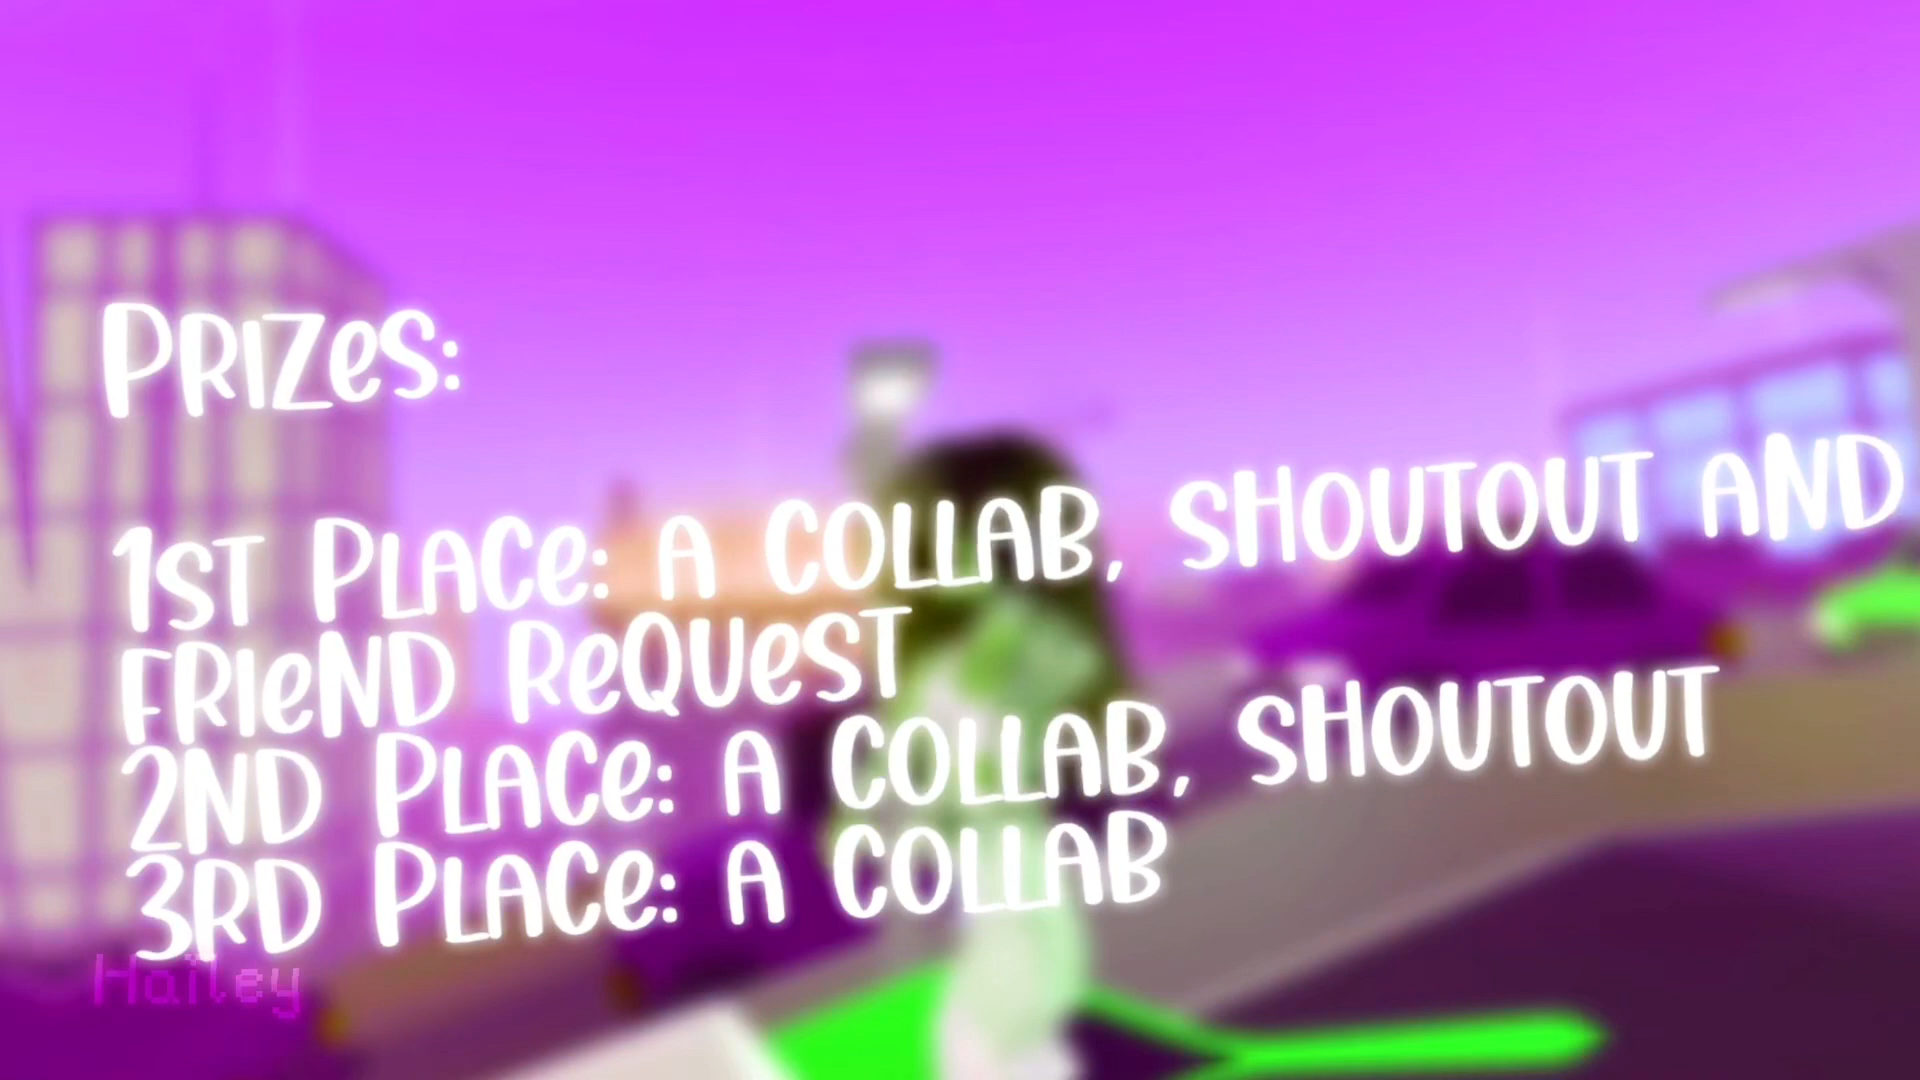 PRIZeS:
1ST PLACe: A COLLAB, SHOUTOUT AND
FRIeND ReQUeST
2ND PLACe: A COLLAB, SHOUTOUT
3RD PLACe: A COLLAB
Hailey